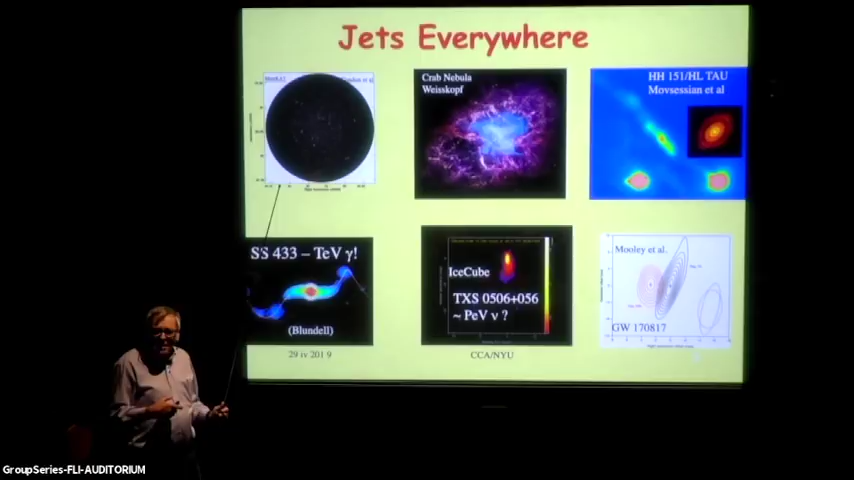 Jets Everywhere
Crab Nebula
Weisskopf
HH 151/HL TAU
Movsessian et al
SS 433 – TeV γ!
(Blundell)
IceCube
TXS 0506+056
~ PeV ν ?
Mooley et al.
GW 170817
29 iv 201 9
CCA/NYU
GroupSeries-FLI-AUDITORIUM